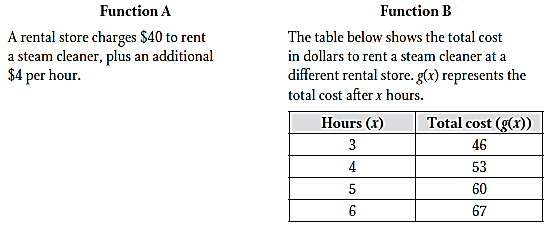 Function A
A rental store charges $40 to rent
a steam cleaner, plus an additional
$4 per hour.
Function B
The table below shows the total cost
in dollars to rent a steam cleaner at a
different rental store. g(x) represents the
total cost after x hours.
Hours (x) Total cost (g(x))
3 46
4 53
5 60
6 67